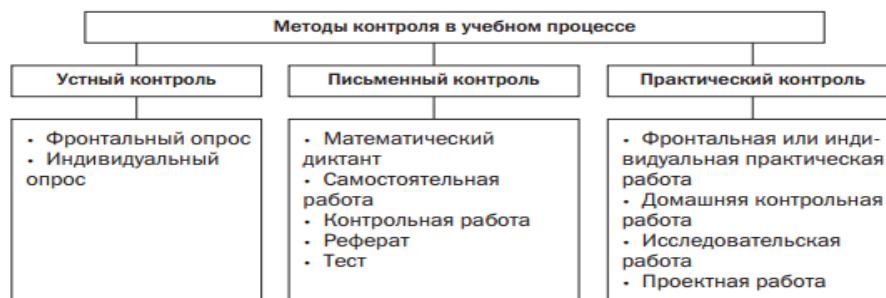 Методы контроля в учебном процессе
Устный контроль
• Фронтальный опрос
• Индивидуальный
опрос
Письменный контроль
• Математический
диктант
• Самостоятельная
работа
• Контрольная работа
• Реферат
• Тест
Практический контроль
• Фронтальная или инди-
видуальная практическая
работа
• Домашняя контрольная
работа
• Исследовательская
работа
• Проектная работа